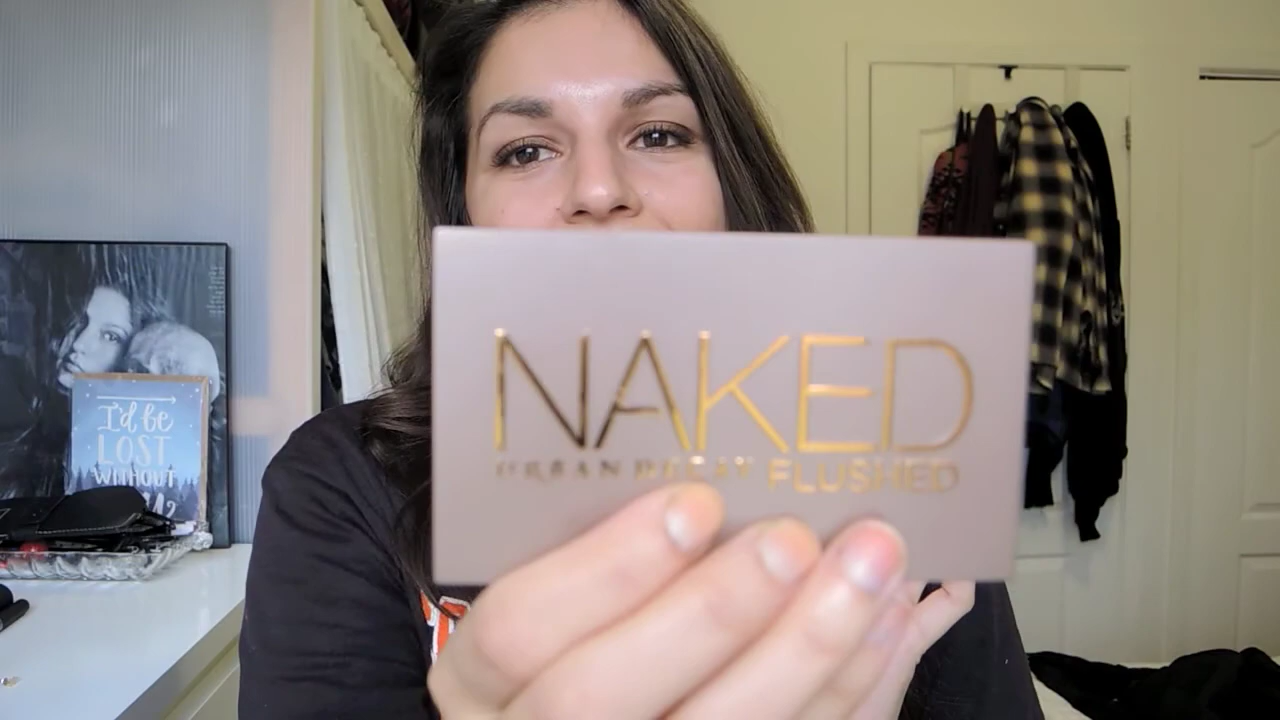 I'd be
LOST
WITHOUT
NAKED
URBAN DECAY FLUSHED